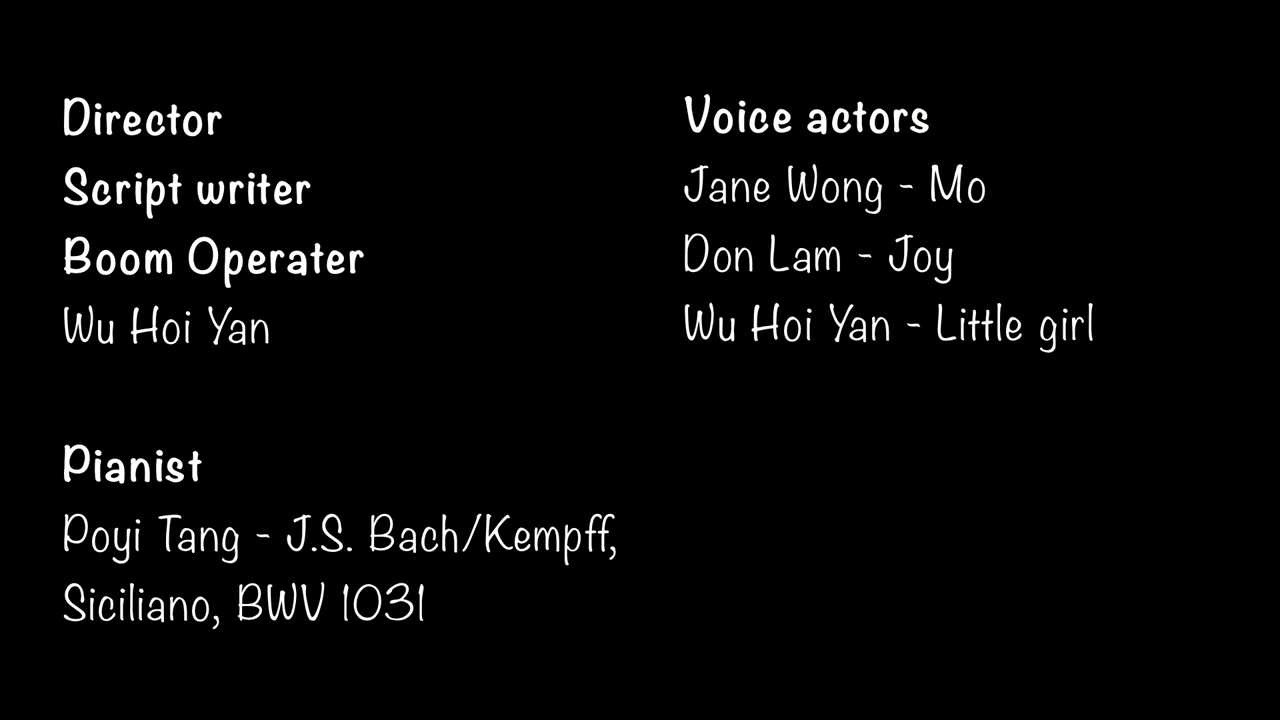 Director
Script writer
Boom Operater
Wu Hoi Yan
Pianist
Poyi Tang - J.S. Bach/Kempff,
Siciliano, BWV 1031
Voice actors
Jane Wong - Mo
Don Lam - Joy
Wu Hoi Yan - Little girl